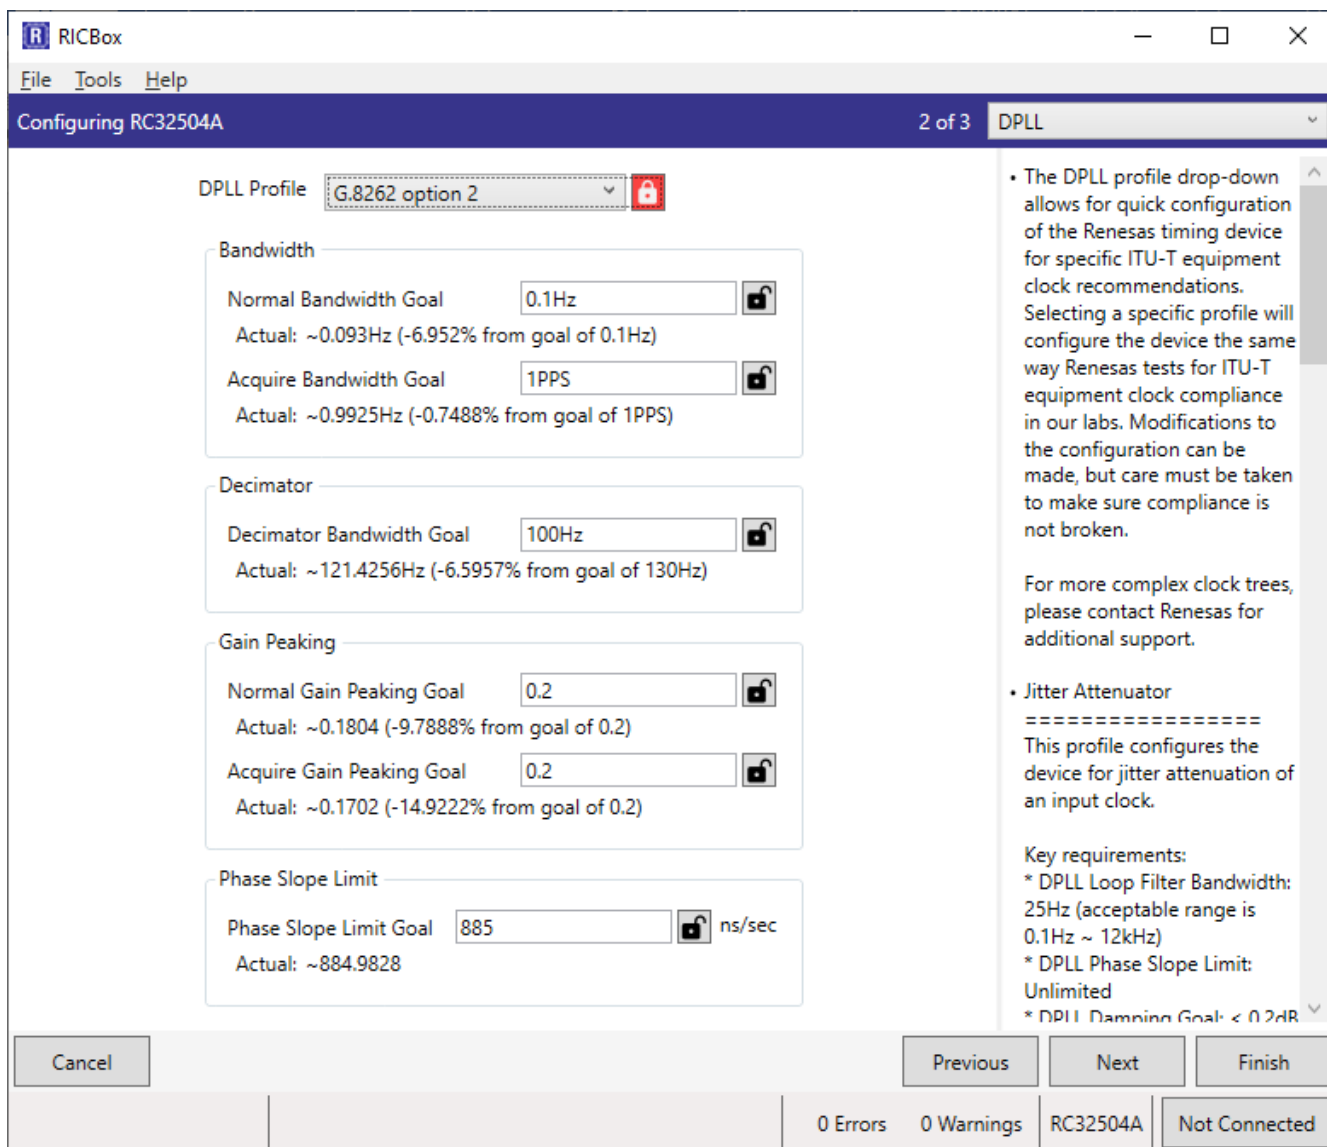 RICBox
File Tools Help
Configuring RC32504A 2 of 3 DPLL
DPLL Profile G.8262 option 2
Bandwidth
Normal Bandwidth Goal 0.1Hz
Actual: ~0.093Hz (-6.952% from goal of 0.1Hz)
Acquire Bandwidth Goal 1PPS
Actual: ~0.9925Hz (-0.7488% from goal of 1PPS)
Decimator
Decimator Bandwidth Goal 100Hz
Actual: ~121.4256Hz (-6.5957% from goal of 130Hz)
Gain Peaking
Normal Gain Peaking Goal 0.2
Actual: ~0.1804 (-9.7888% from goal of 0.2)
Acquire Gain Peaking Goal 0.2
Actual: ~0.1702 (-14.9222% from goal of 0.2)
Phase Slope Limit
Phase Slope Limit Goal 885 ns/sec
Actual: ~884.9828
• The DPLL profile drop-down
allows for quick configuration
of the Renesas timing device
for specific ITU-T equipment
clock recommendations.
Selecting a specific profile will
configure the device the same
way Renesas tests for ITU-T
equipment clock compliance
in our labs. Modifications to
the configuration can be
made, but care must be taken
to make sure compliance is
not broken.
For more complex clock trees,
please contact Renesas for
additional support.
• Jitter Attenuator
=================
This profile configures the
device for jitter attenuation of
an input clock.
Key requirements:
* DPLL Loop Filter Bandwidth:
25Hz (acceptable range is
0.1Hz ~ 12kHz)
* DPLL Phase Slope Limit:
Unlimited
* DPLL Damping Goal: < 0.2dB
Cancel Previous Next Finish
0 Errors 0 Warnings RC32504A Not Connected